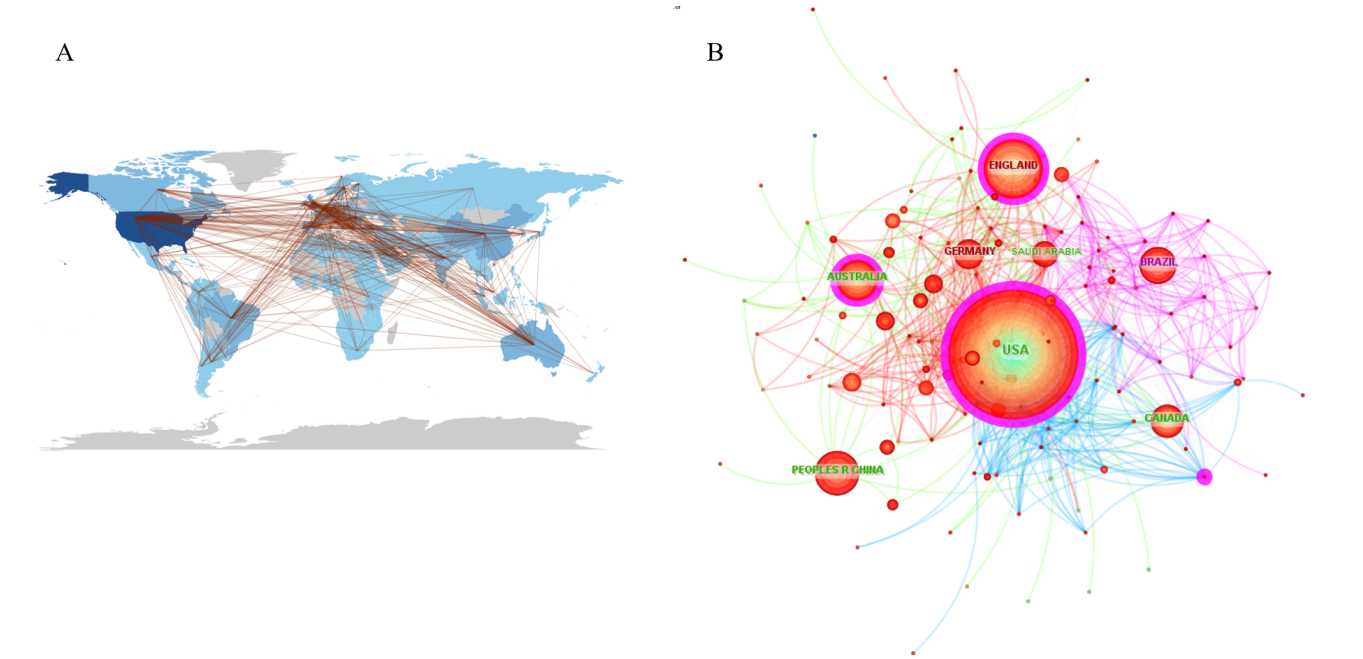 A
B
ENGLAND
GERMANY
SAUDI ARABIA
BRAZIL
AUSTRALIA
USA
CANADA
PEOPLES R CHINA